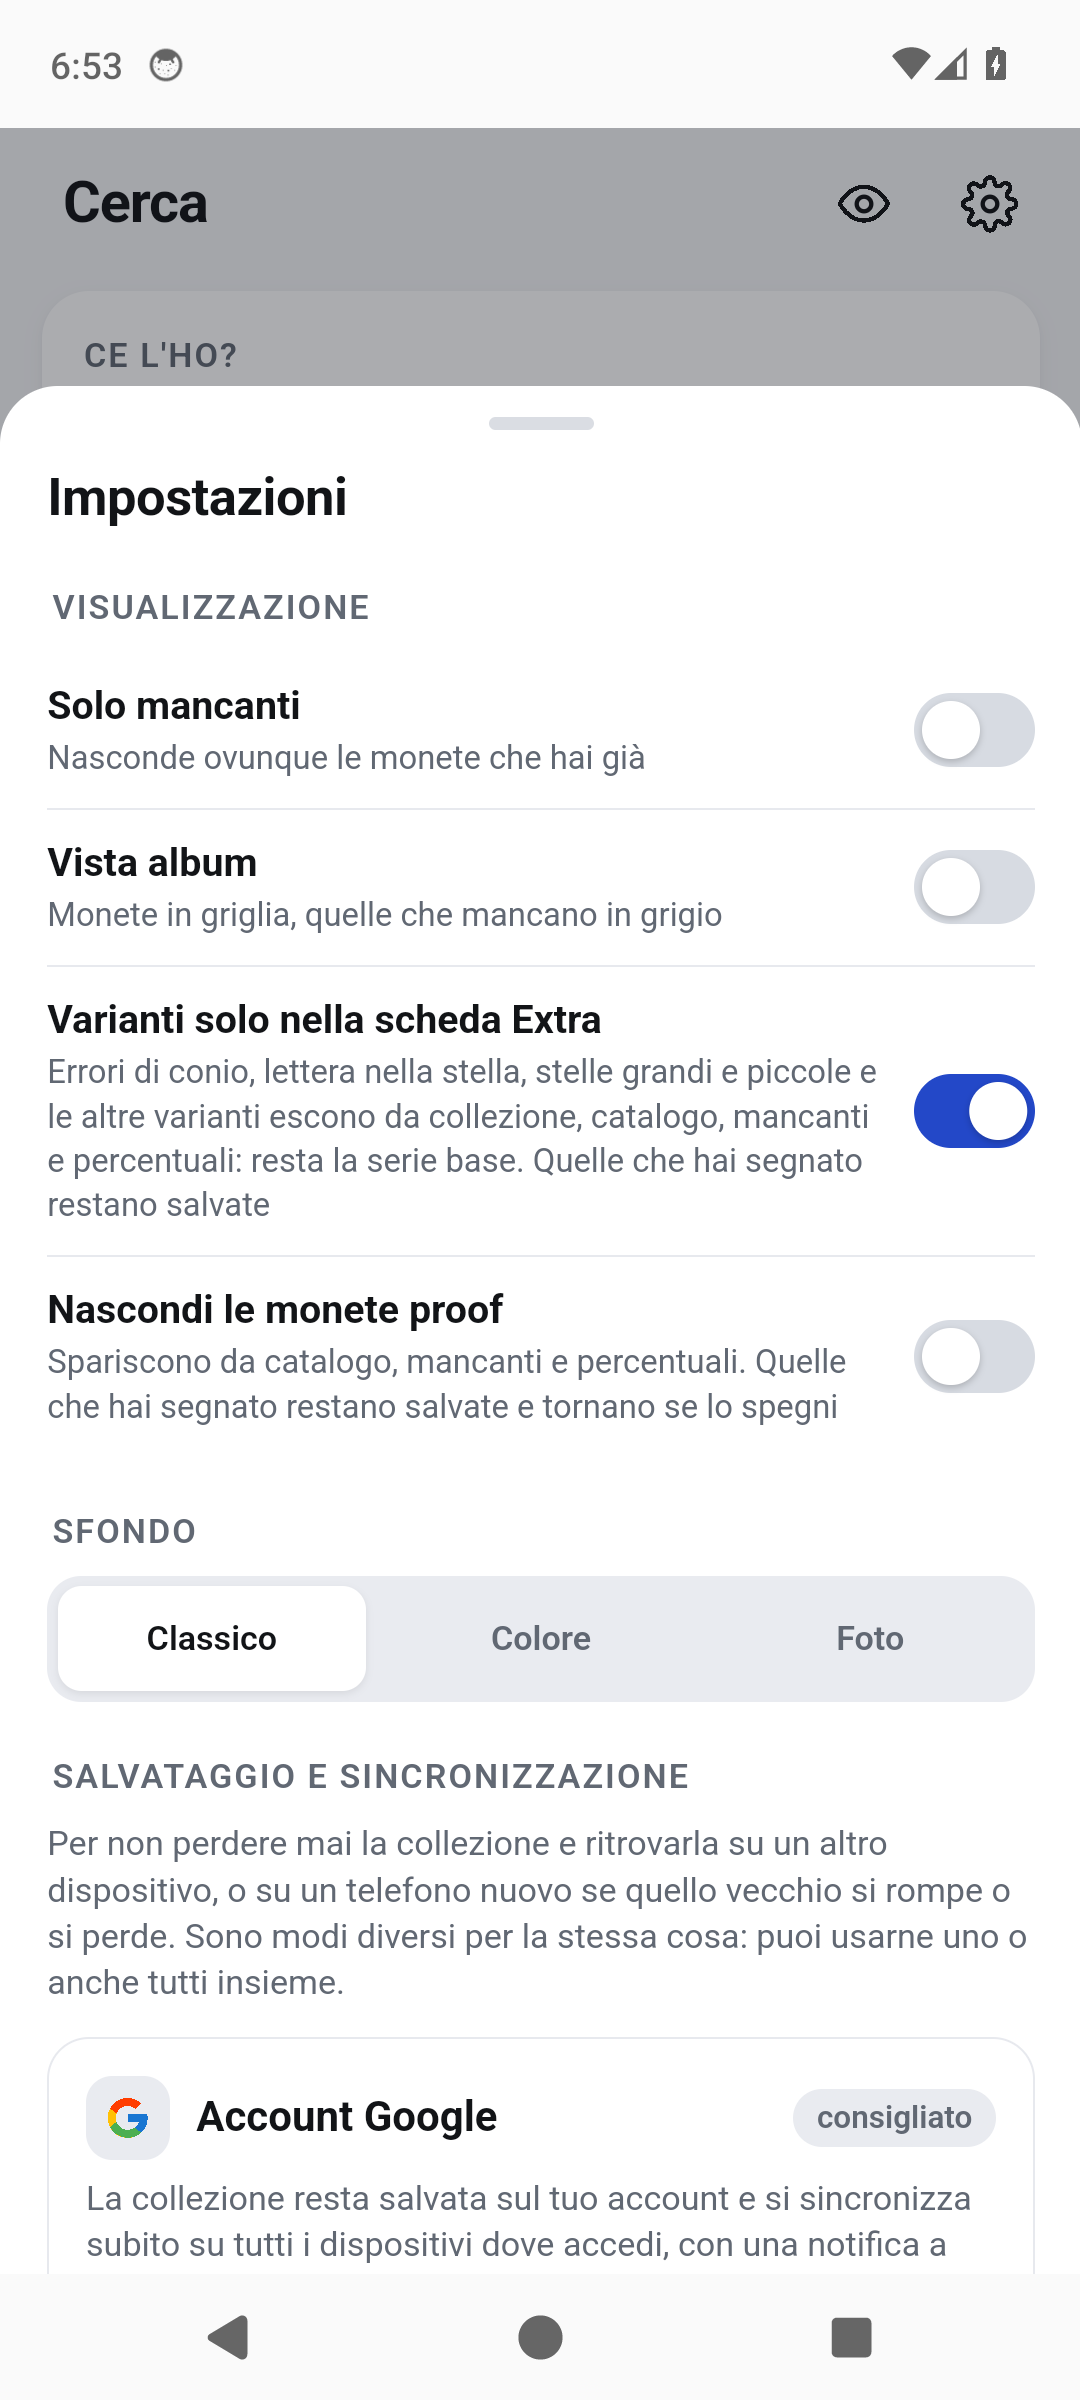 6:53
Cerca
CE L'HO?
Impostazioni
VISUALIZZAZIONE
Solo mancanti
Nasconde ovunque le monete che hai già
Vista album
Monete in griglia, quelle che mancano in grigio
Varianti solo nella scheda Extra
Errori di conio, lettera nella stella, stelle grandi e piccole e
le altre varianti escono da collezione, catalogo, mancanti
e percentuali: resta la serie base. Quelle che hai segnato
restano salvate
Nascondi le monete proof
Spariscono da catalogo, mancanti e percentuali. Quelle
che hai segnato restano salvate e tornano se lo spegni
SFONDO
Classico
Colore
Foto
SALVATAGGIO E SINCRONIZZAZIONE
Per non perdere mai la collezione e ritrovarla su un altro
dispositivo, o su un telefono nuovo se quello vecchio si rompe o
si perde. Sono modi diversi per la stessa cosa: puoi usarne uno o
anche tutti insieme.
Account Google
consigliato
La collezione resta salvata sul tuo account e si sincronizza
subito su tutti i dispositivi dove accedi, con una notifica a